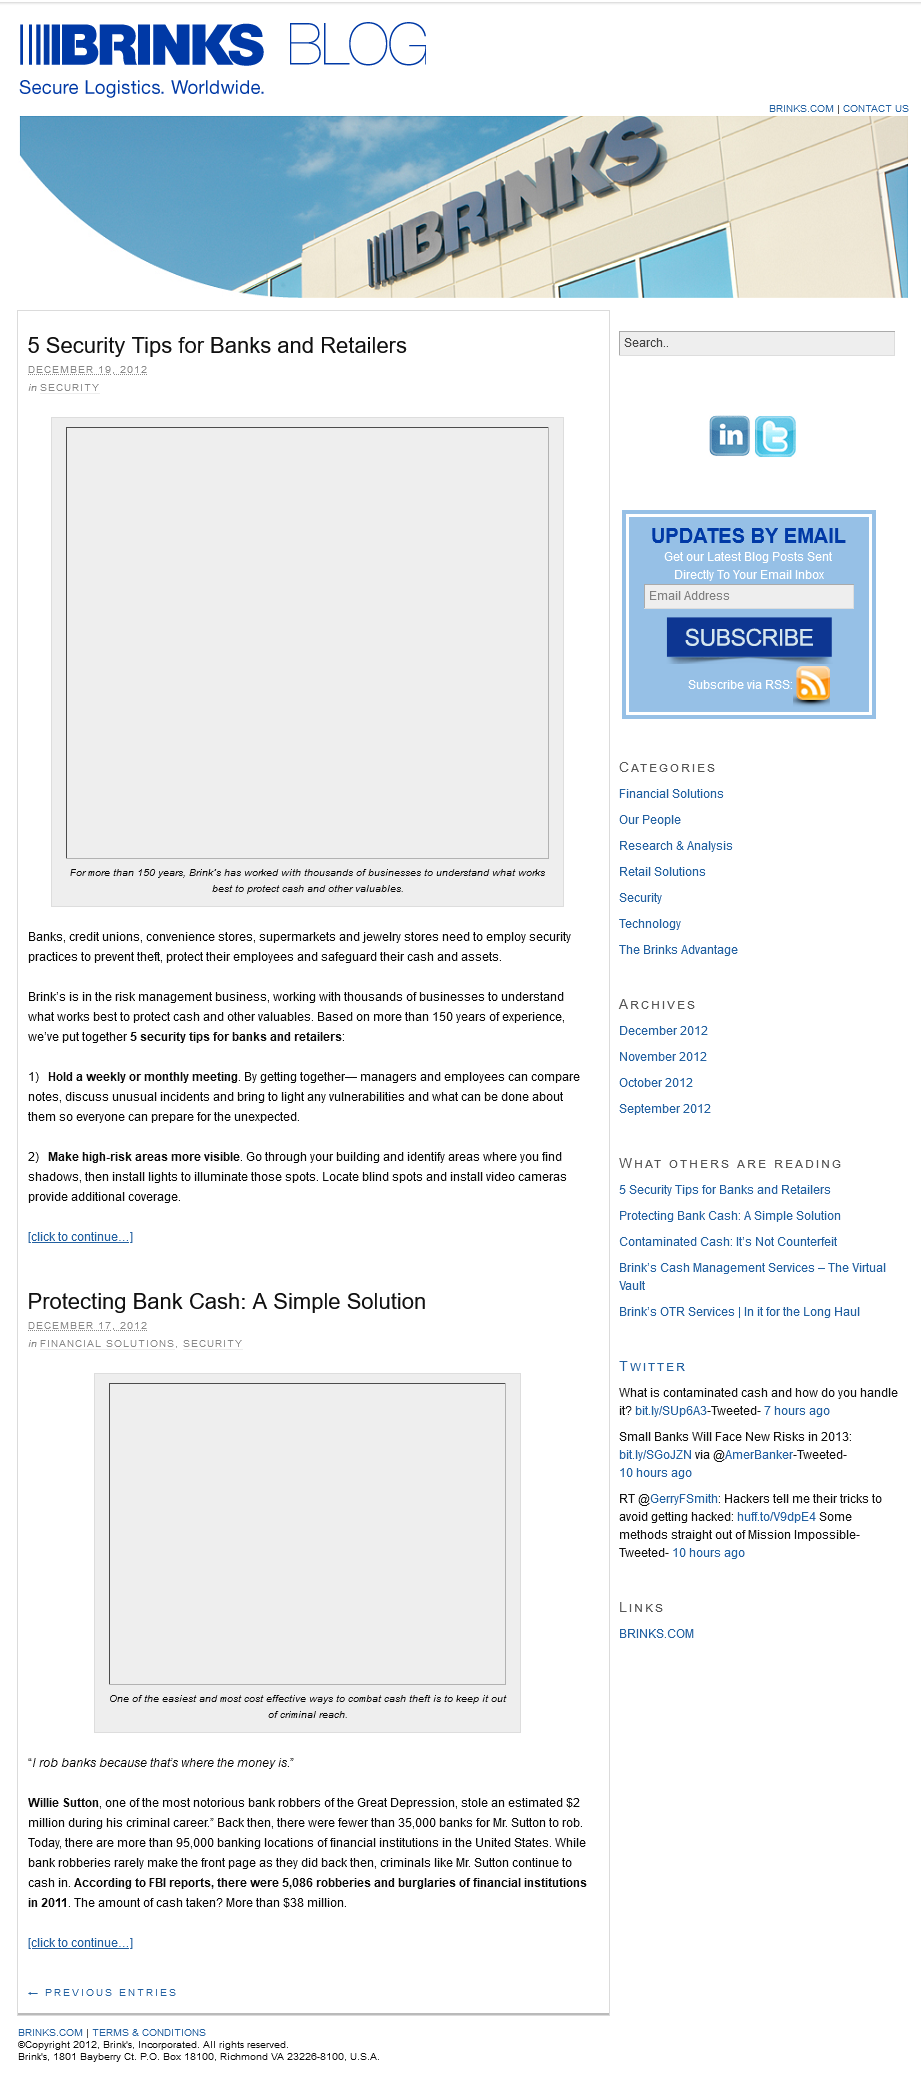 BRINKS BLOG
Secure Logistics. Worldwide.
BRINKS.COM | CONTACT US
BRINKS
5 Security Tips for Banks and Retailers
DECEMBER 19, 2012
in SECURITY
For more than 150 years, Brink's has worked with thousands of businesses to understand what works
best to protect cash and other valuables.
Banks, credit unions, convenience stores, supermarkets and jewelry stores need to employ security
practices to prevent theft, protect their employees and safeguard their cash and assets.
Brink's is in the risk management business, working with thousands of businesses to understand
what works best to protect cash and other valuables. Based on more than 150 years of experience,
we've put together 5 security tips for banks and retailers:
1) Hold a weekly or monthly meeting. By getting together— managers and employees can compare
notes, discuss unusual incidents and bring to light any vulnerabilities and what can be done about
them so everyone can prepare for the unexpected.
2) Make high-risk areas more visible. Go through your building and identify areas where you find
shadows, then install lights to illuminate those spots. Locate blind spots and install video cameras
provide additional coverage.
[click to continue…]
Protecting Bank Cash: A Simple Solution
DECEMBER 17, 2012
in FINANCIAL SOLUTIONS, SECURITY
One of the easiest and most cost effective ways to combat cash theft is to keep it out
of criminal reach.
“I rob banks because that's where the money is.”
Willie Sutton, one of the most notorious bank robbers of the Great Depression, stole an estimated $2
million during his criminal career.” Back then, there were fewer than 35,000 banks for Mr. Sutton to rob.
Today, there are more than 95,000 banking locations of financial institutions in the United States. While
bank robberies rarely make the front page as they did back then, criminals like Mr. Sutton continue to
cash in. According to FBI reports, there were 5,086 robberies and burglaries of financial institutions
in 2011. The amount of cash taken? More than $38 million.
[click to continue…]
← PREVIOUS ENTRIES
Search..
in
UPDATES BY EMAIL
Get our Latest Blog Posts Sent
Directly To Your Email Inbox
Email Address
SUBSCRIBE
Subscribe via RSS:
CATEGORIES
Financial Solutions
Our People
Research & Analysis
Retail Solutions
Security
Technology
The Brinks Advantage
ARCHIVES
December 2012
November 2012
October 2012
September 2012
WHAT OTHERS ARE READING
5 Security Tips for Banks and Retailers
Protecting Bank Cash: A Simple Solution
Contaminated Cash: It's Not Counterfeit
Brink's Cash Management Services – The Virtual
Vault
Brink's OTR Services | In it for the Long Haul
TWITTER
What is contaminated cash and how do you handle
it? bit.ly/SUp6A3-Tweeted- 7 hours ago
Small Banks Will Face New Risks in 2013:
bit.ly/SGoJZN via @AmerBanker-Tweeted-
10 hours ago
RT @GerryFSmith: Hackers tell me their tricks to
avoid getting hacked: huff.to/V9dpE4 Some
methods straight out of Mission Impossible-
Tweeted- 10 hours ago
LINKS
BRINKS.COM
BRINKS.COM | TERMS & CONDITIONS
©Copyright 2012, Brink's, Incorporated. All rights reserved.
Brink's, 1801 Bayberry Ct. P.O. Box 18100, Richmond VA 23226-8100, U.S.A.